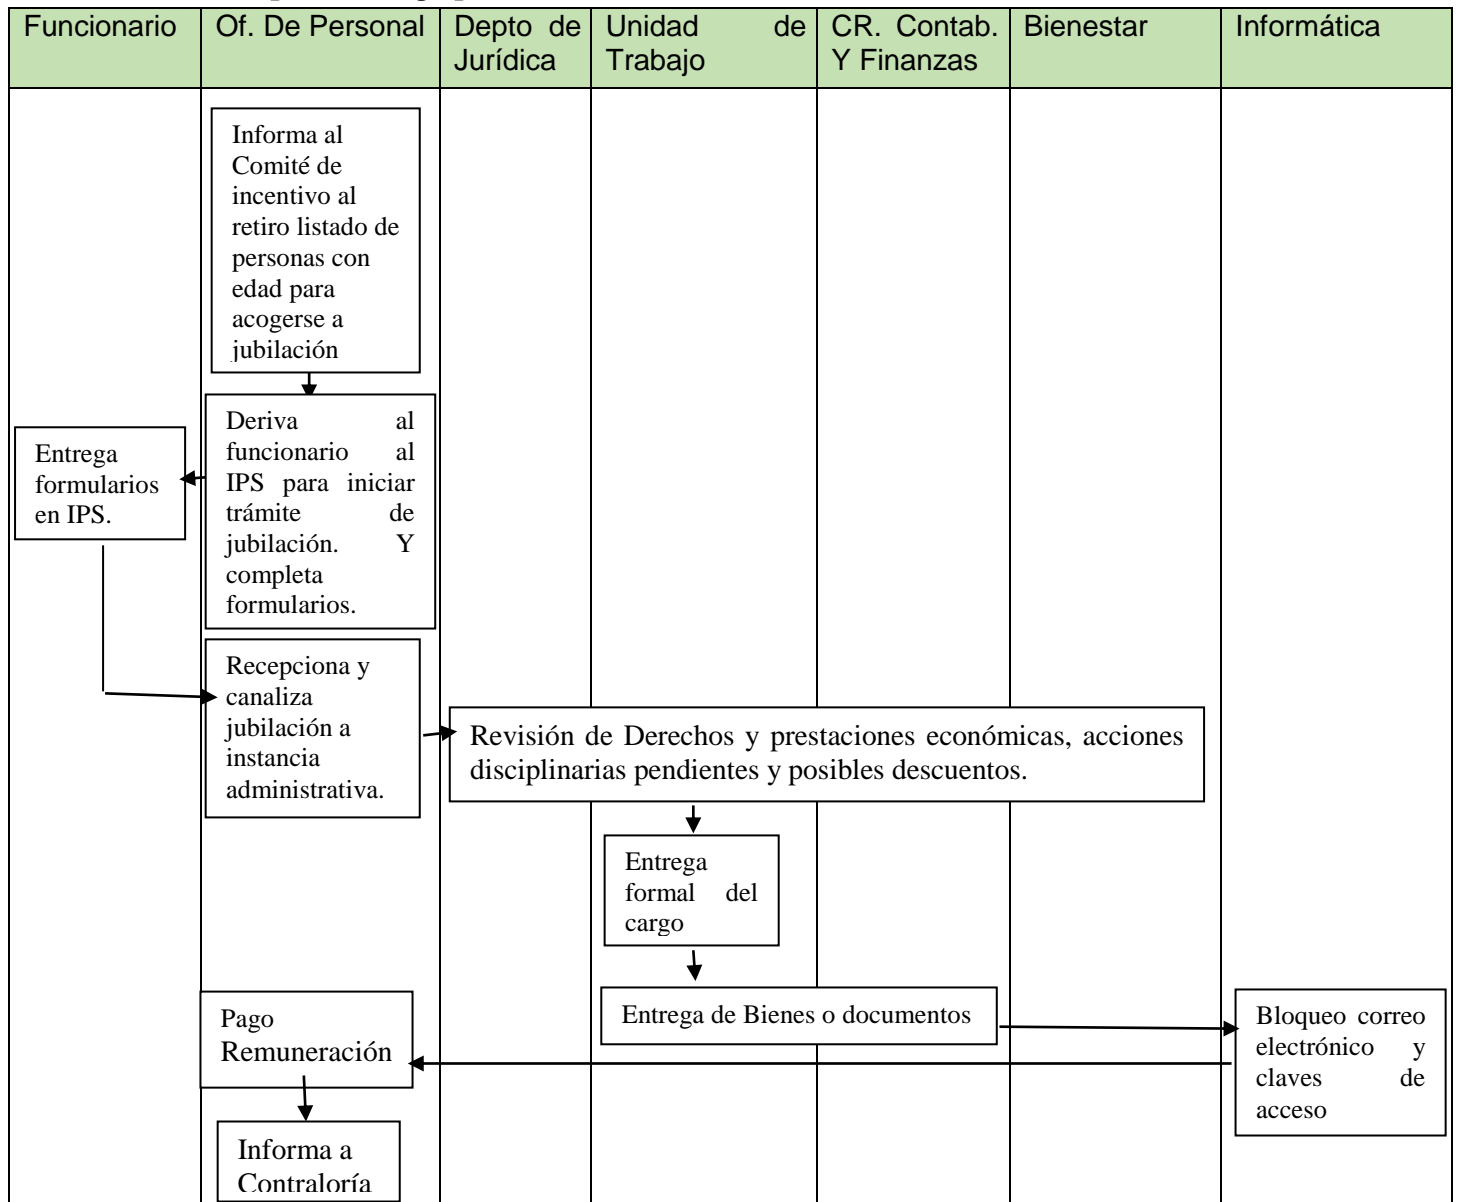 Funcionario
Of. De Personal
Depto de
Jurídica
Unidad de
Trabajo
CR. Contab.
Y Finanzas
Bienestar
Informática
Informa al
Comité de
incentivo al
retiro listado de
personas con
edad para
acogerse a
jubilación
Deriva al
funcionario al
IPS para iniciar
trámite de
jubilación. Y
completa
formularios.
Entrega
formularios
en IPS.
Recepciona y
canaliza
jubilación a
instancia
administrativa.
Revisión de Derechos y prestaciones económicas, acciones
disciplinarias pendientes y posibles descuentos.
Entrega
formal del
cargo
Entrega de Bienes o documentos
Bloqueo correo
electrónico y
claves de
acceso
Pago
Remuneración
Informa a
Contraloría